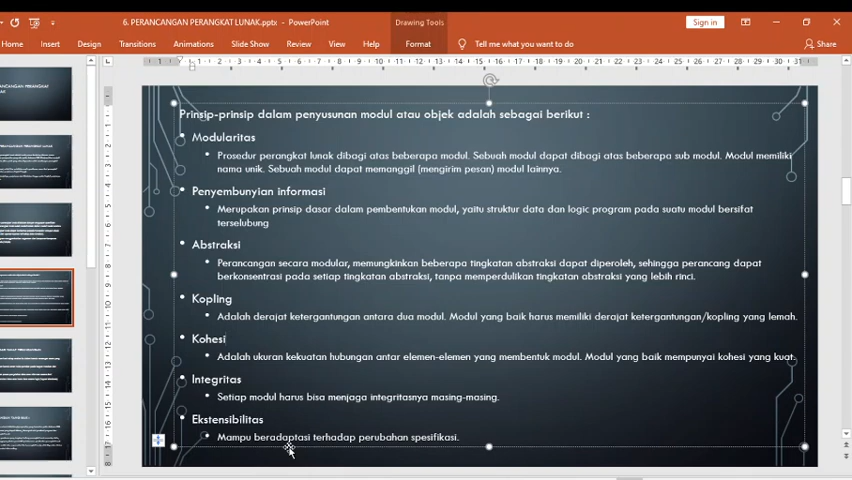 6. PERANCANGAN PERANGKAT LUNAK.pptx - PowerPoint
Drawing Tools
Sign in
Home Insert Design Transitions Animations Slide Show Review View Help Format Tell me what you want to do Share
Prinsip-prinsip dalam penyusunan modul atau objek adalah sebagai berikut :
• Modularitas
• Prosedur perangkat lunak dibagi atas beberapa modul. Sebuah modul dapat dibagi atas beberapa sub modul. Modul memiliki
nama unik. Sebuah modul dapat memanggil (mengirim pesan) modul lainnya.
• Penyembunyian informasi
• Merupakan prinsip dasar dalam pembentukan modul, yaitu struktur data dan logic program pada suatu modul bersifat
terselubung
• Abstraksi
• Perancangan secara modular, memungkinkan beberapa tingkatan abstraksi dapat diperoleh, sehingga perancang dapat
berkonsentrasi pada setiap tingkatan abstraksi, tanpa memperdulikan tingkatan abstraksi yang lebih rinci.
• Kopling
• Adalah derajat ketergantungan antara dua modul. Modul yang baik harus memiliki derajat ketergantungan/kopling yang lemah.
• Kohesi
• Adalah ukuran kekuatan hubungan antar elemen-elemen yang membentuk modul. Modul yang baik mempunyai kohesi yang kuat.
• Integritas
• Setiap modul harus bisa menjaga integritasnya masing-masing.
• Ekstensibilitas
• Mampu beradaptasi terhadap perubahan spesifikasi.